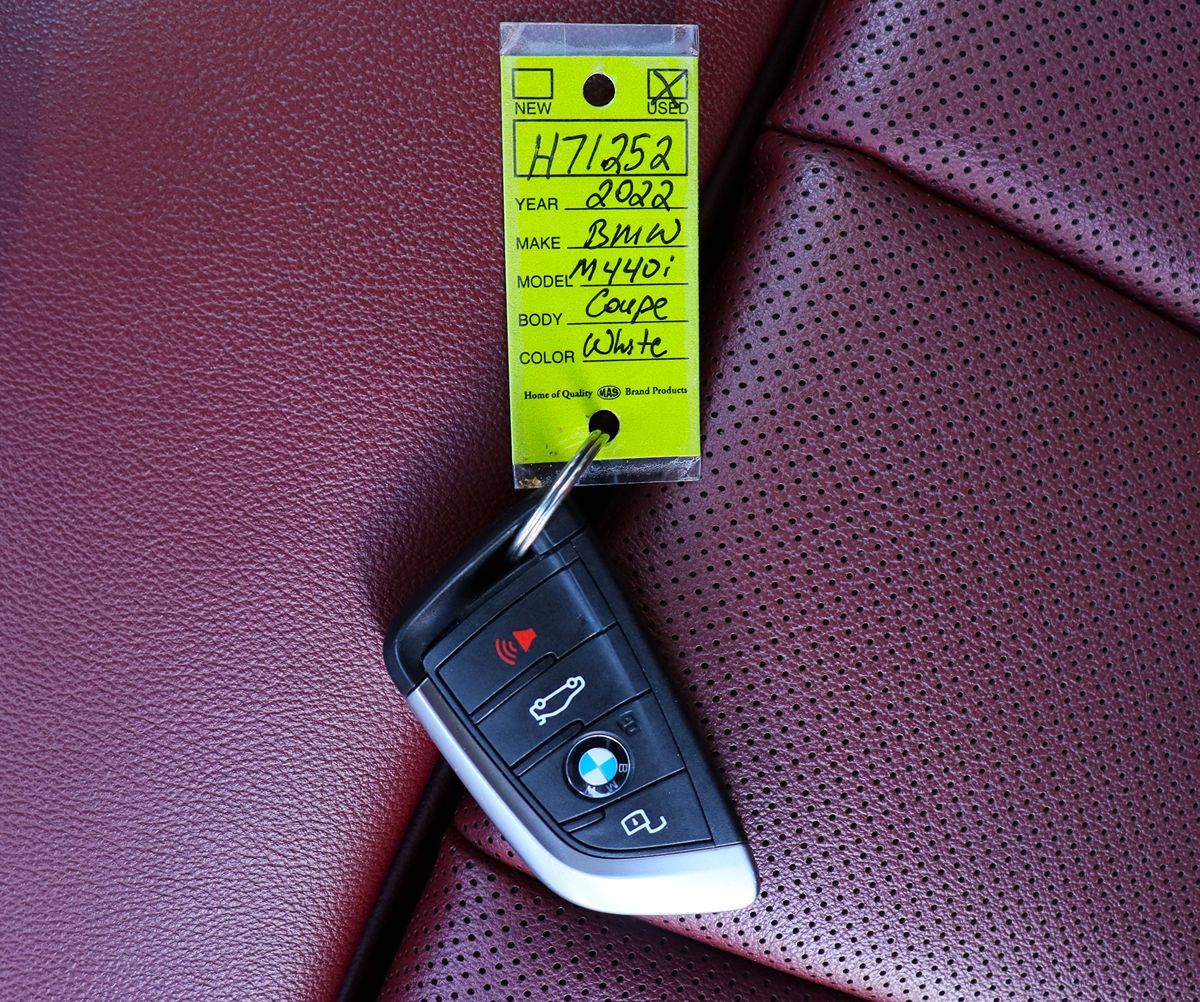 NEW USED
H71252
YEAR 2022
MAKE BMW
MODEL M440i
BODY Coupe
COLOR White
Home of Quality MAS Brand Products
BMW